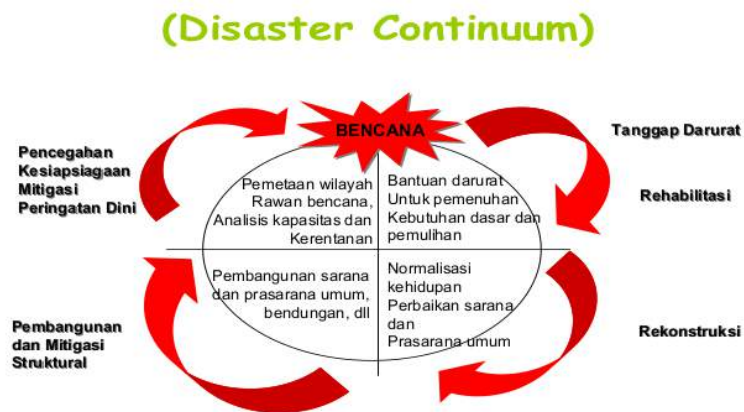 (Disaster Continuum)
BENCANA
Pencegahan
Kesiapsiagaan
Mitigasi
Peringatan Dini
Pemetaan wilayah
Rawan bencana,
Analisis kapasitas dan
Kerentanan
Bantuan darurat
Untuk pemenuhan
Kebutuhan dasar dan
pemulihan
Tanggap Darurat
Rehabilitasi
Pembangunan
dan Mitigasi
Struktural
Pembangunan sarana
dan prasarana umum,
bendungan, dll
Normalisasi
kehidupan
Perbaikan sarana
dan
Prasarana umum
Rekonstruksi